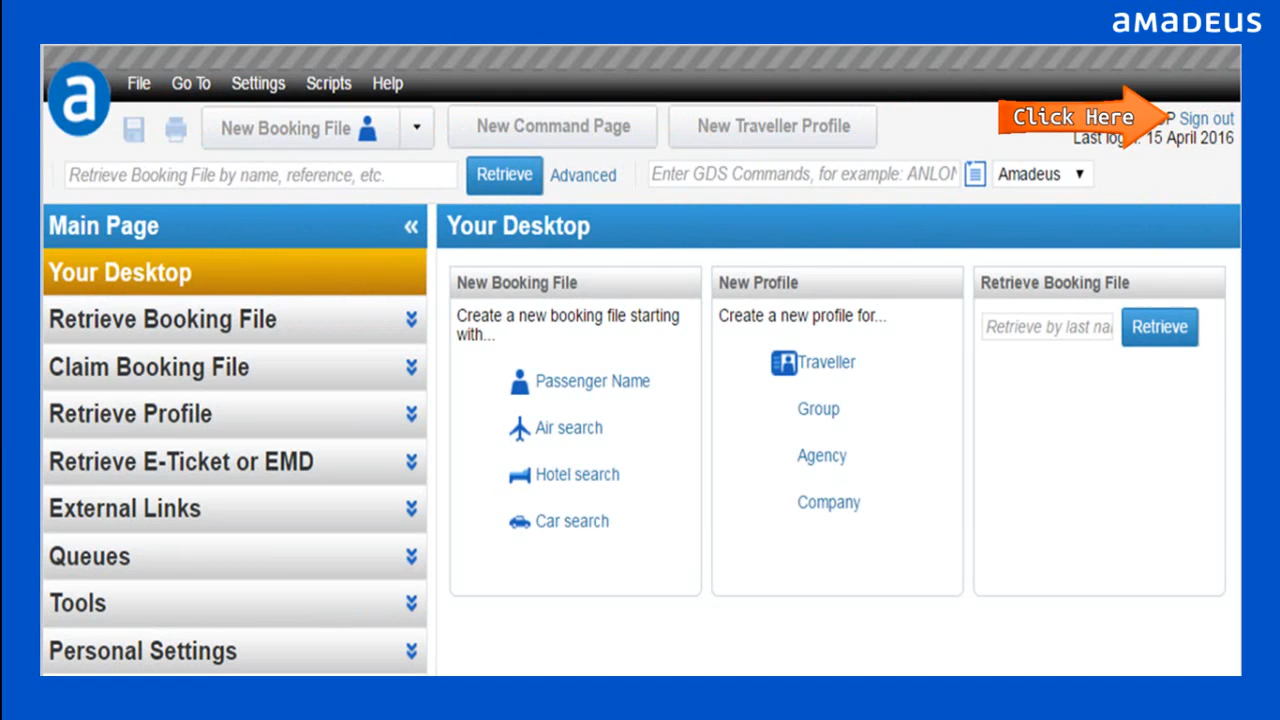 amadeus
a
File Go To Settings Scripts Help
New Booking File
New Command Page
New Traveller Profile
Click Here
P Sign out
Last login: 15 April 2016
Retrieve Booking File by name, reference, etc.
Retrieve
Advanced
Enter GDS Commands, for example: ANLON
Amadeus
Main Page
Your Desktop
Retrieve Booking File
Claim Booking File
Retrieve Profile
Retrieve E-Ticket or EMD
External Links
Queues
Tools
Personal Settings
Your Desktop
New Booking File
Create a new booking file starting
with...
Passenger Name
Air search
Hotel search
Car search
New Profile
Create a new profile for...
Traveller
Group
Agency
Company
Retrieve Booking File
Retrieve by last na
Retrieve